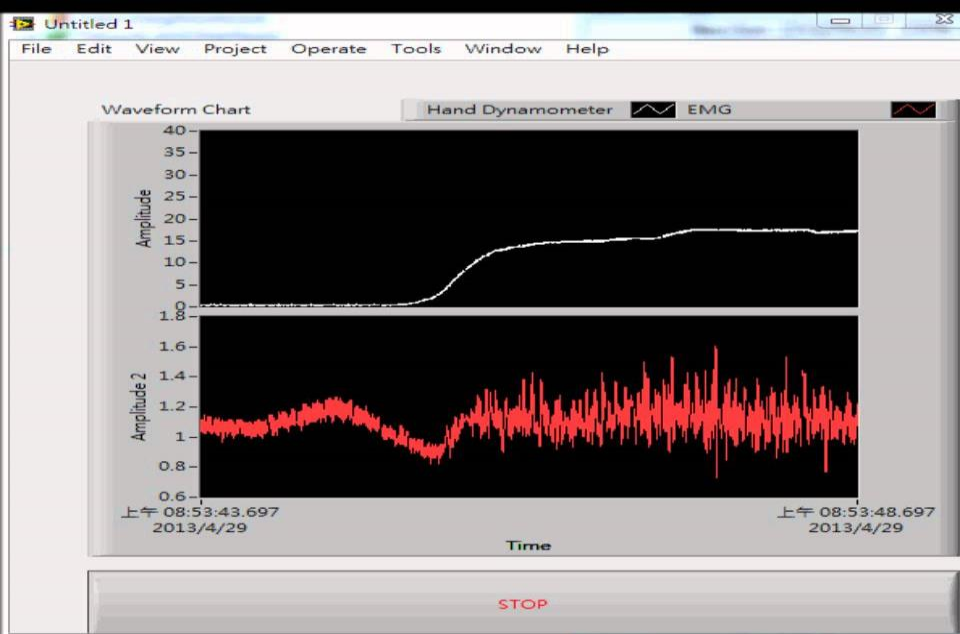 Untitled 1
File Edit View Project Operate Tools Window Help
Waveform Chart
Hand Dynamometer EMG
40
35
30
25
20
15
10
5
0
Amplitude
1.8
1.6
1.4
1.2
1
0.8
0.6
Amplitude 2
上午 08:53:43.697 上午 08:53:48.697
2013/4/29 2013/4/29
Time
STOP